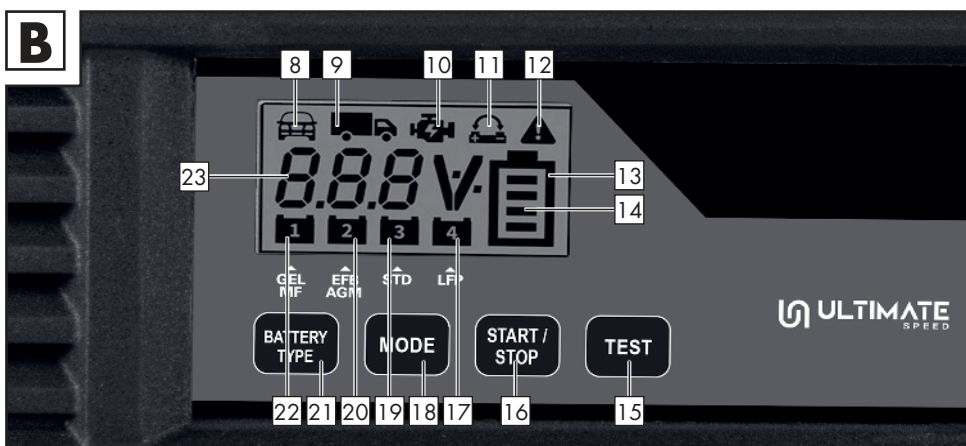 B
8 9 10 11 12
23 8.8.8 V 13
14
1 2 3 4
GEL EFB STD LFP
MF AGM
BATTERY TYPE MODE START / STOP TEST
ULTIMATE
SPEED
22 21 20 19 18 17 16 15